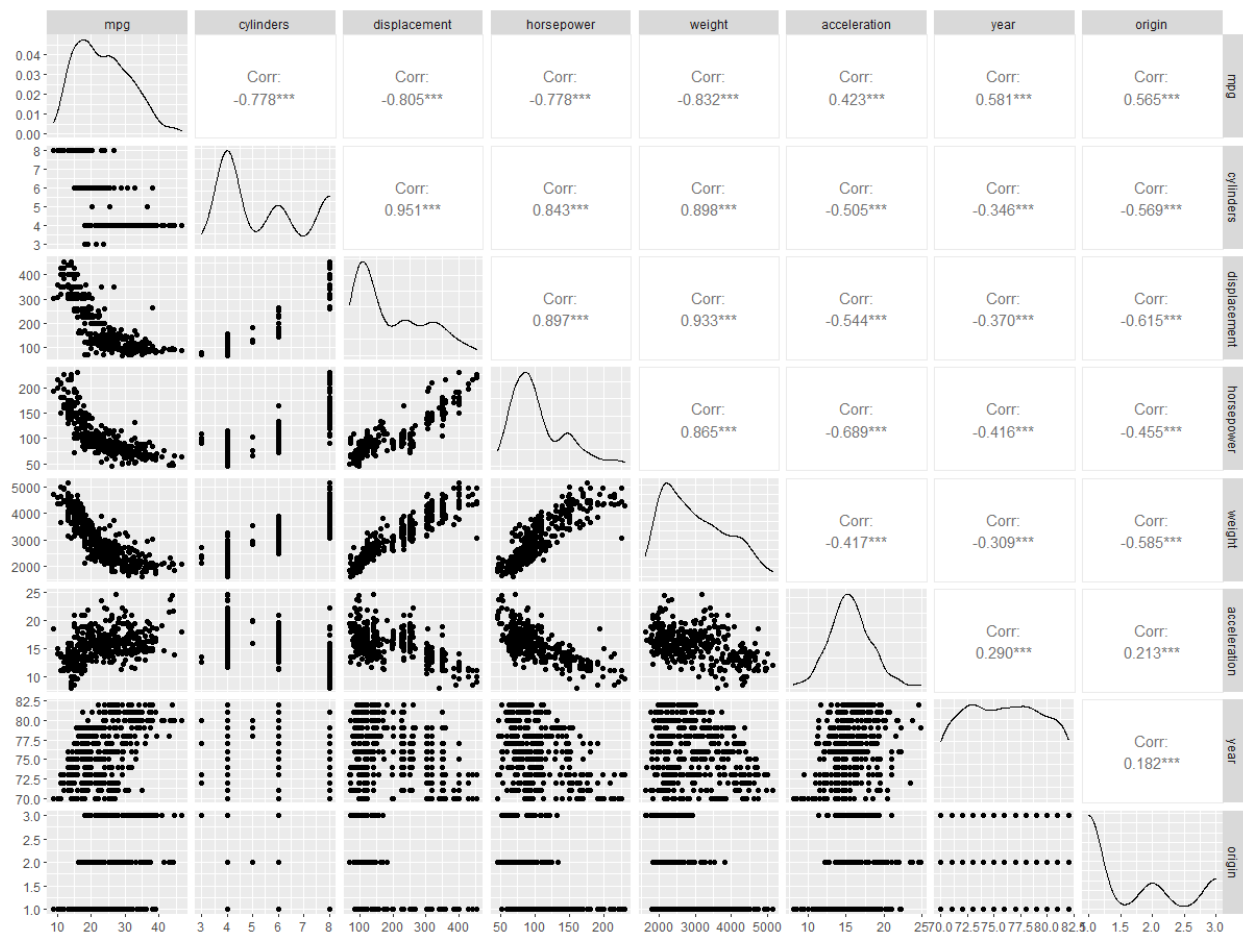 mpg cylinders displacement horsepower weight acceleration year origin
0.04
0.03
0.02
0.01
0.00
Corr:
-0.778***
Corr:
-0.805***
Corr:
-0.778***
Corr:
-0.832***
Corr:
0.423***
Corr:
0.581***
Corr:
0.565***
mpg
8
7
6
5
4
3
Corr:
0.951***
Corr:
0.843***
Corr:
0.898***
Corr:
-0.505***
Corr:
-0.346***
Corr:
-0.569***
cylinders
400
300
200
100
Corr:
0.897***
Corr:
0.933***
Corr:
-0.544***
Corr:
-0.370***
Corr:
-0.615***
displacement
200
150
100
50
Corr:
0.865***
Corr:
-0.689***
Corr:
-0.416***
Corr:
-0.455***
horsepower
5000
4000
3000
2000
Corr:
-0.417***
Corr:
-0.309***
Corr:
-0.585***
weight
25
20
15
10
Corr:
0.290***
Corr:
0.213***
acceleration
82.5
80.0
77.5
75.0
72.5
70.0
Corr:
0.182***
year
3.0
2.5
2.0
1.5
1.0
origin
10 20 30 40 3 4 5 6 7 8 100 200 300 400 50 100 150 200 2000 3000 4000 5000 10 15 20 25 70.0 72.5 75.0 77.5 80.0 82.5 1.0 1.5 2.0 2.5 3.0